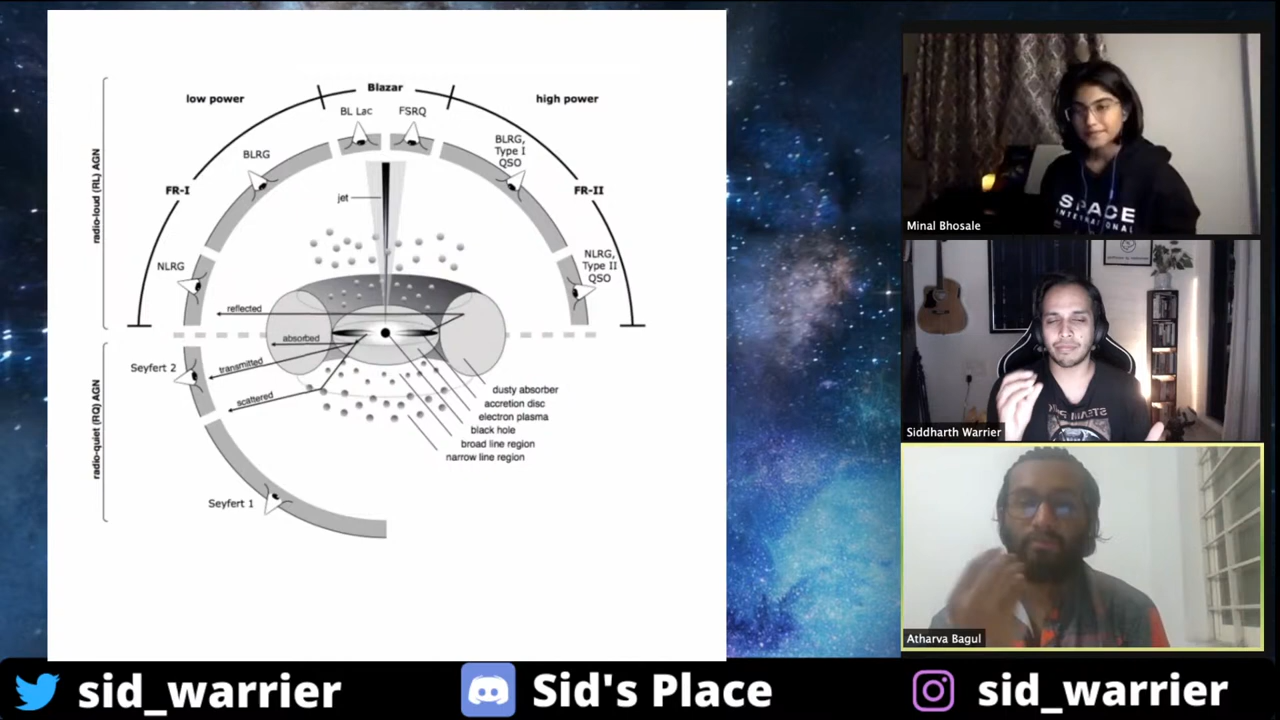 Blazar
low power
high power
BL Lac
FSRQ
BLRG
BLRG,
Type I
QSO
FR-I
FR-II
jet
radio-loud (RL) AGN
NLRG
NLRG,
Type II
QSO
reflected
absorbed
Seyfert 2
transmitted
scattered
dusty absorber
accretion disc
electron plasma
black hole
broad line region
narrow line region
radio-quiet (RQ) AGN
Seyfert 1
SPACE
INTERNATIONAL
Minal Bhosale
Siddharth Warrier
Atharva Bagul
sid_warrier
Sid's Place
sid_warrier